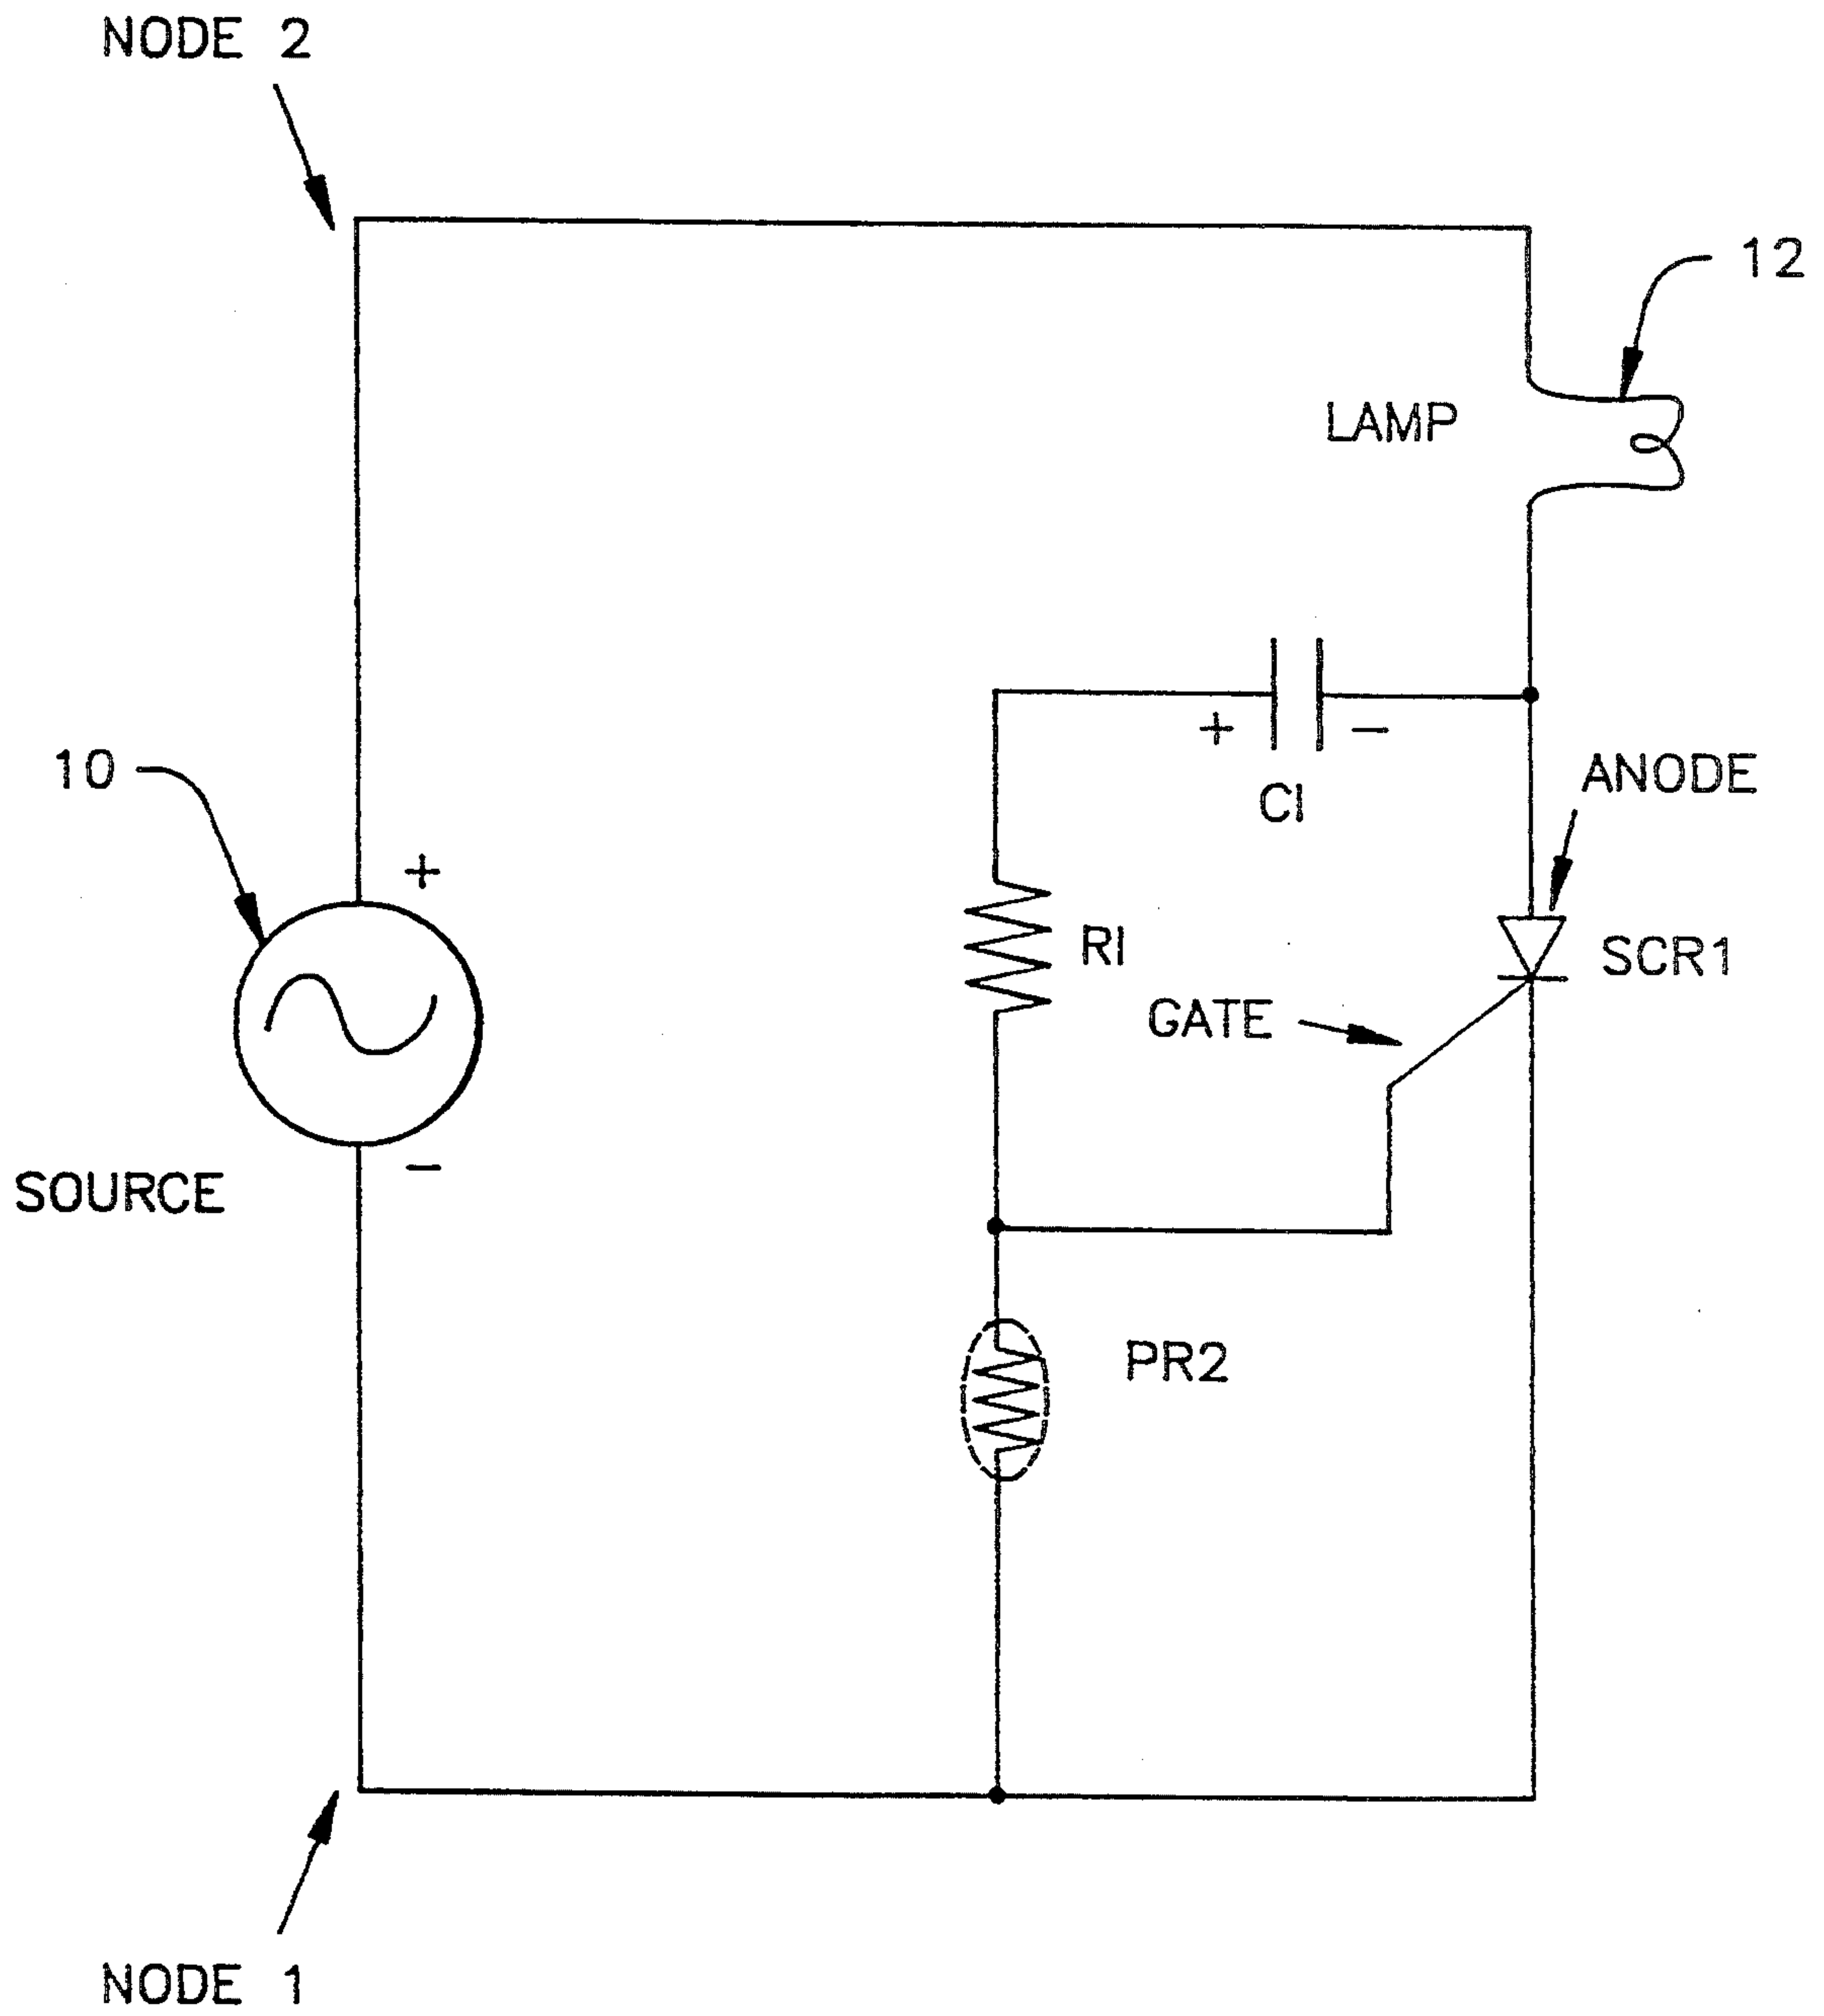 NODE 2
12
LAMP
+ −
C1
10
ANODE
+
R1
SCR1
GATE
−
SOURCE
PR2
NODE 1